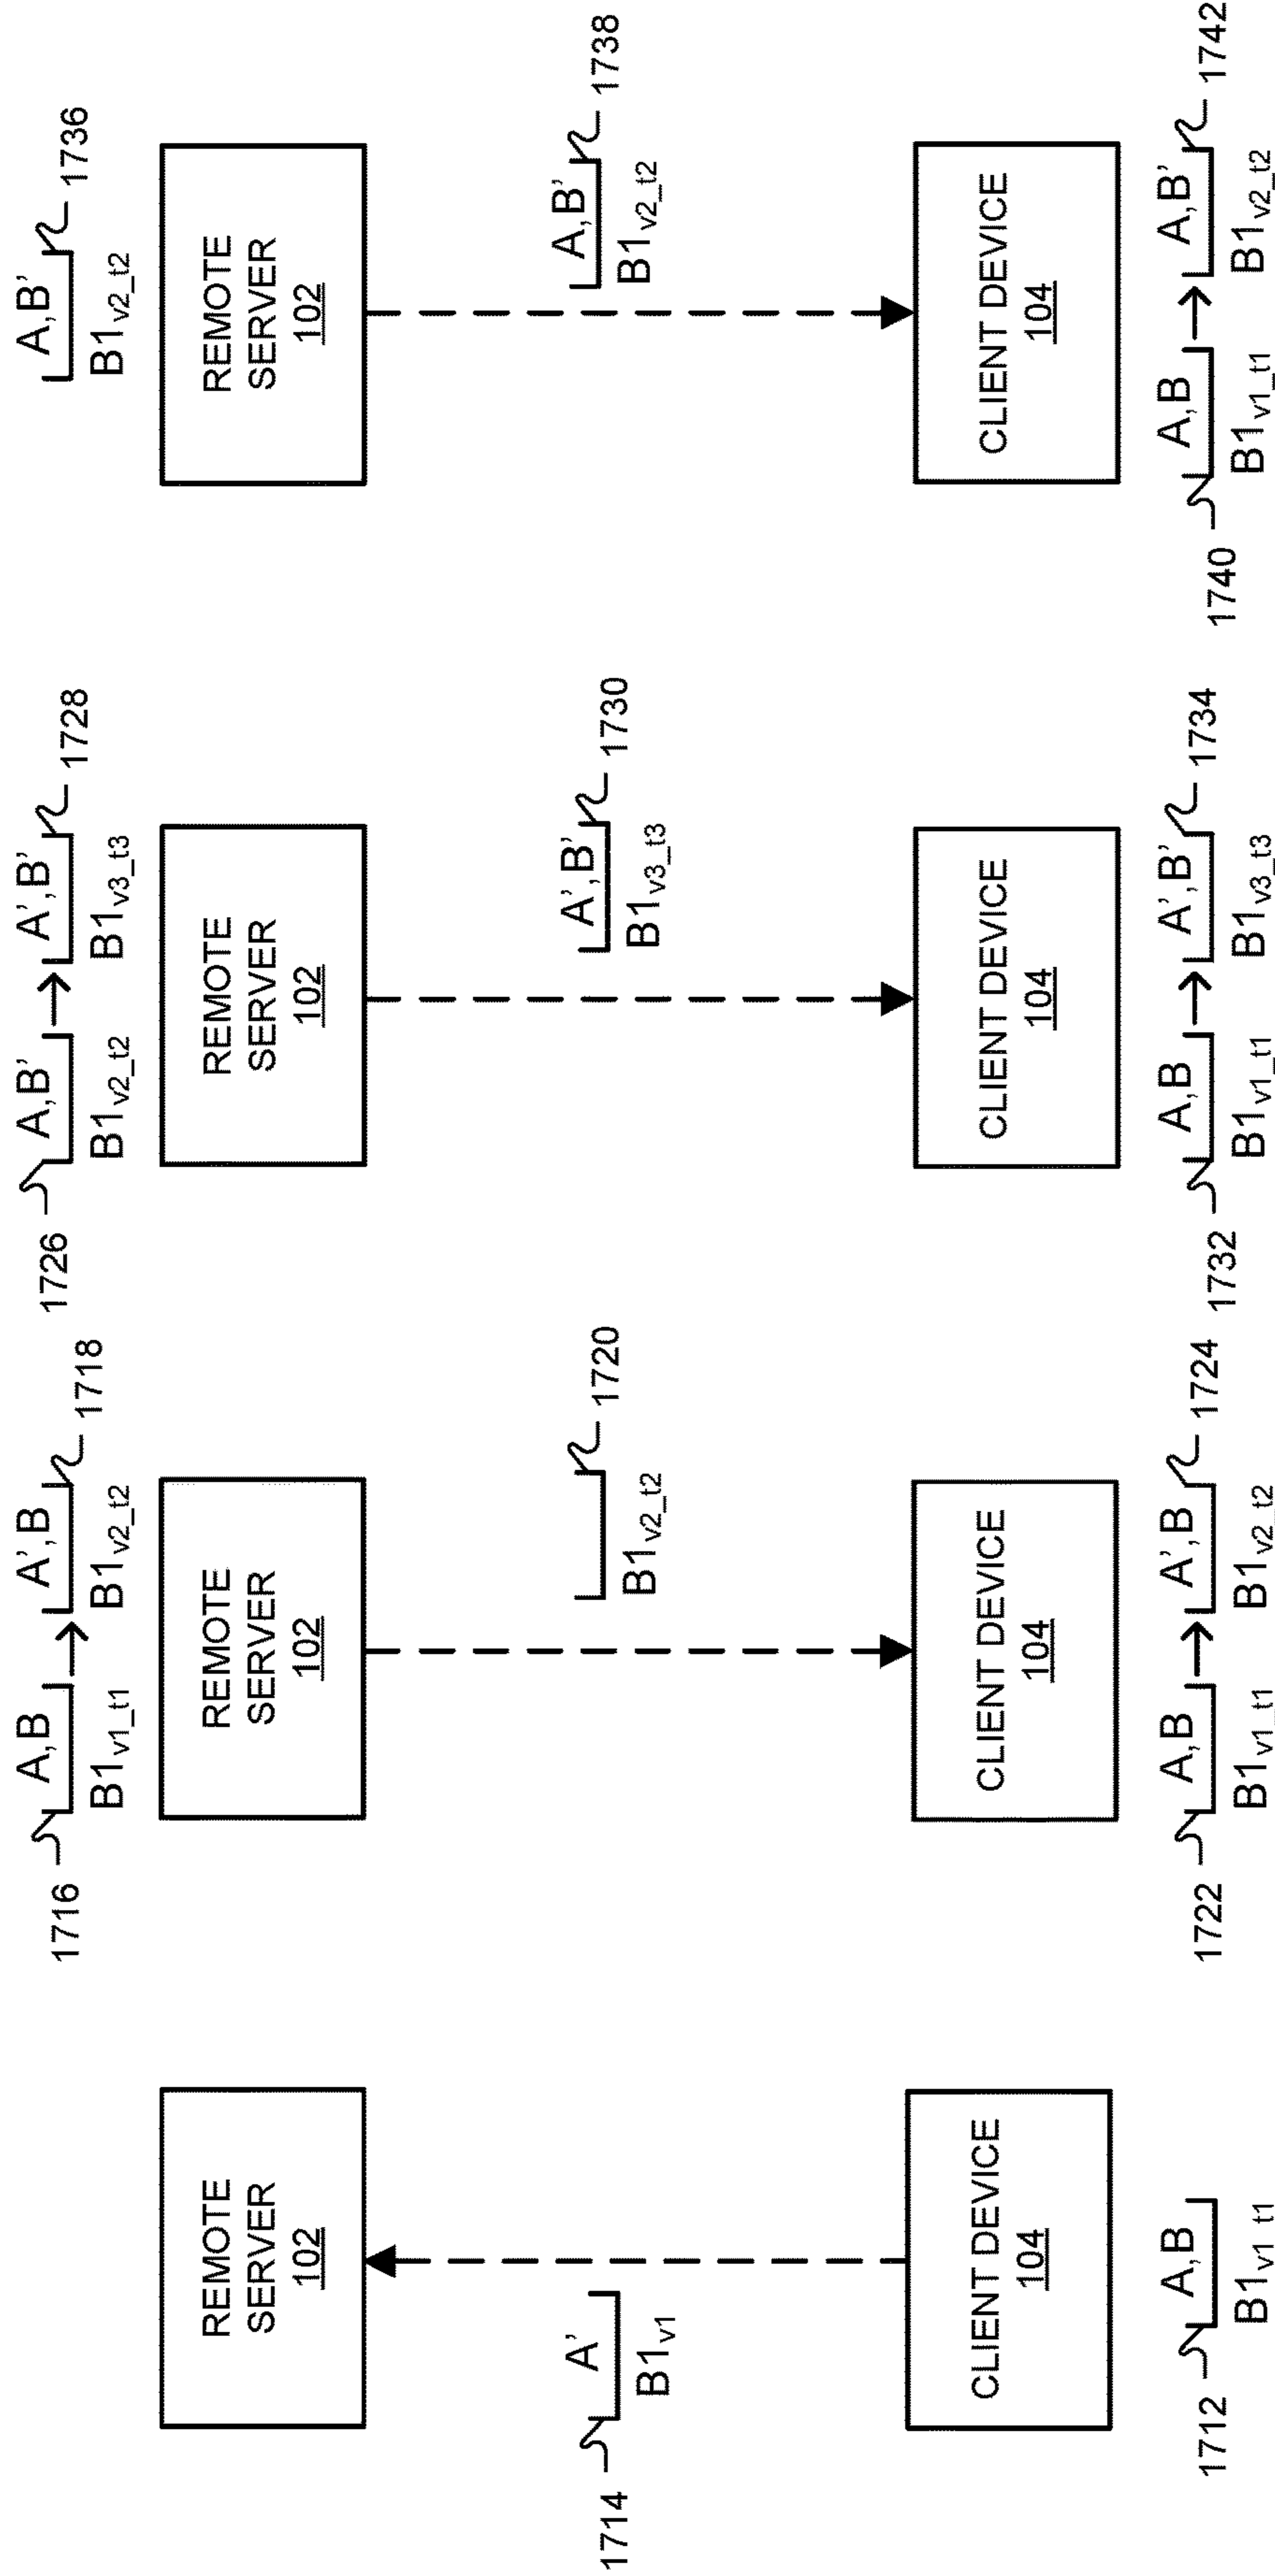 REMOTE
SERVER
102
1714
A'
B1v1
CLIENT DEVICE
104
1712
A,B
B1v1_t1
1716
A,B
B1v1_t1
A',B
B1v2_t2
1718
REMOTE
SERVER
102
1720
B1v2_t2
CLIENT DEVICE
104
1722
A,B
B1v1_t1
A',B
B1v2_t2
1724
1726
A,B'
B1v2_t2
A',B'
B1v3_t3
1728
REMOTE
SERVER
102
A',B'
B1v3_t3
1730
CLIENT DEVICE
104
1732
A,B
B1v1_t1
A',B'
B1v3_t3
1734
A,B'
B1v2_t2
1736
REMOTE
SERVER
102
A,B'
B1v2_t2
1738
CLIENT DEVICE
104
1740
A,B
B1v1_t1
A,B'
B1v2_t2
1742